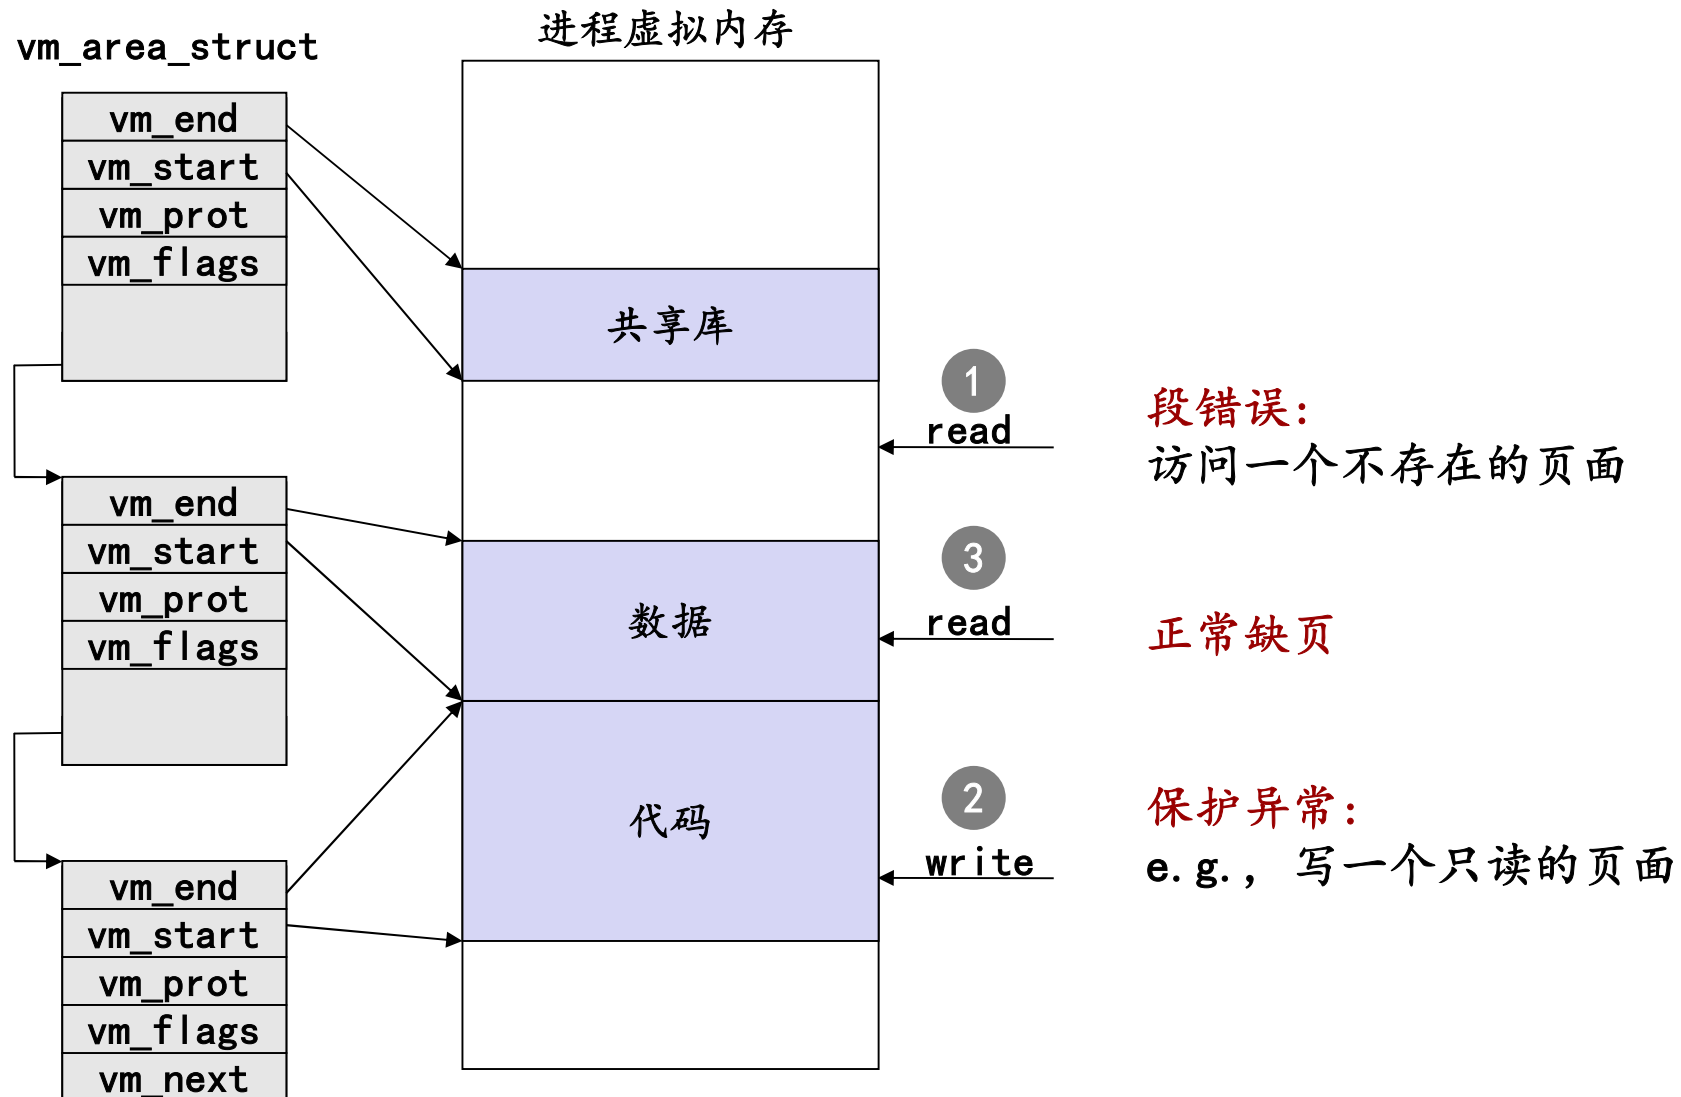 进程虚拟内存
vm_area_struct
vm_end
vm_start
vm_prot
vm_flags
共享库
1
read
段错误：
访问一个不存在的页面
vm_end
vm_start
vm_prot
vm_flags
数据
3
read
正常缺页
代码
2
write
保护异常：
e.g., 写一个只读的页面
vm_end
vm_start
vm_prot
vm_flags
vm_next